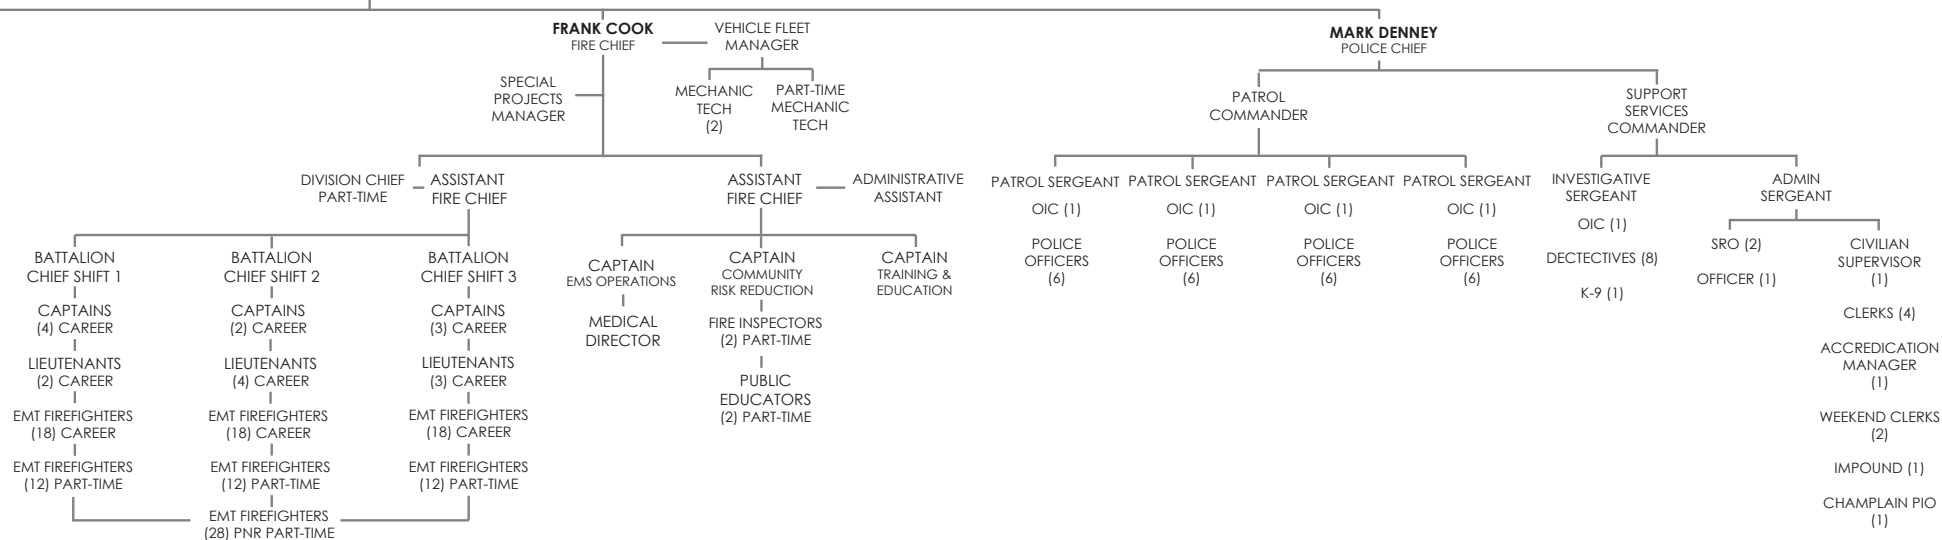 FRANK COOK
FIRE CHIEF
VEHICLE FLEET
MANAGER
MECHANIC
TECH
(2)
PART-TIME
MECHANIC
TECH
SPECIAL
PROJECTS
MANAGER
DIVISION CHIEF
PART-TIME
ASSISTANT
FIRE CHIEF
BATTALION
CHIEF SHIFT 1
CAPTAINS
(4) CAREER
LIEUTENANTS
(2) CAREER
EMT FIREFIGHTERS
(18) CAREER
EMT FIREFIGHTERS
(12) PART-TIME
BATTALION
CHIEF SHIFT 2
CAPTAINS
(2) CAREER
LIEUTENANTS
(4) CAREER
EMT FIREFIGHTERS
(18) CAREER
EMT FIREFIGHTERS
(12) PART-TIME
BATTALION
CHIEF SHIFT 3
CAPTAINS
(3) CAREER
LIEUTENANTS
(3) CAREER
EMT FIREFIGHTERS
(18) CAREER
EMT FIREFIGHTERS
(12) PART-TIME
EMT FIREFIGHTERS
(28) PNR PART-TIME
ASSISTANT
FIRE CHIEF
ADMINISTRATIVE
ASSISTANT
CAPTAIN
EMS OPERATIONS
MEDICAL
DIRECTOR
CAPTAIN
COMMUNITY
RISK REDUCTION
FIRE INSPECTORS
(2) PART-TIME
PUBLIC
EDUCATORS
(2) PART-TIME
CAPTAIN
TRAINING &
EDUCATION
MARK DENNEY
POLICE CHIEF
PATROL
COMMANDER
PATROL SERGEANT
OIC (1)
POLICE
OFFICERS
(6)
PATROL SERGEANT
OIC (1)
POLICE
OFFICERS
(6)
PATROL SERGEANT
OIC (1)
POLICE
OFFICERS
(6)
PATROL SERGEANT
OIC (1)
POLICE
OFFICERS
(6)
SUPPORT
SERVICES
COMMANDER
INVESTIGATIVE
SERGEANT
OIC (1)
DECTECTIVES (8)
K-9 (1)
ADMIN
SERGEANT
SRO (2)
OFFICER (1)
CIVILIAN
SUPERVISOR
(1)
CLERKS (4)
ACCREDICATION
MANAGER
(1)
WEEKEND CLERKS
(2)
IMPOUND (1)
CHAMPLAIN PIO
(1)